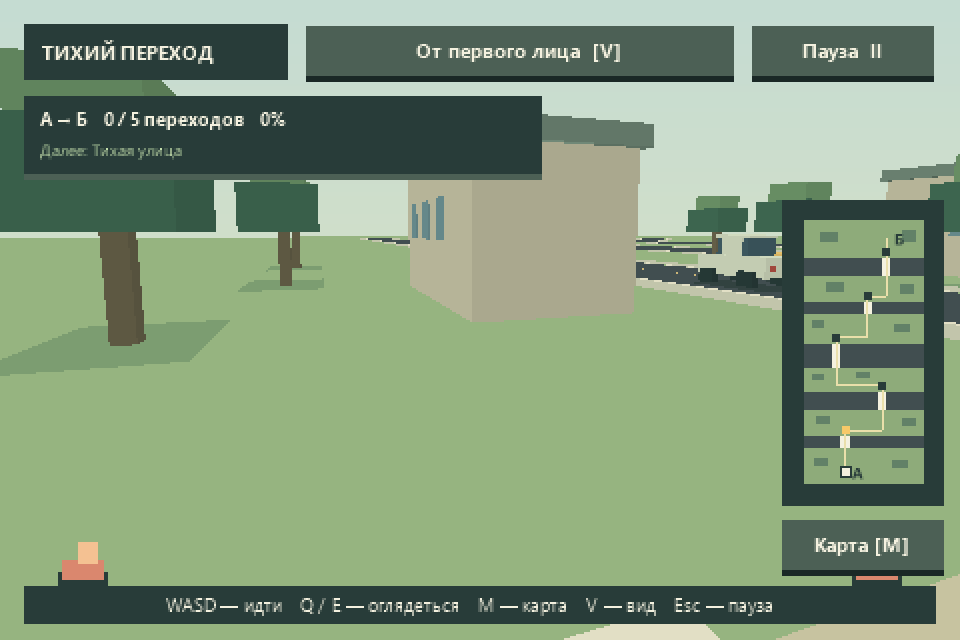 ТИХИЙ ПЕРЕХОД
От первого лица [V]
Пауза II
А — Б 0 / 5 переходов 0%
Далее: Тихая улица
Б
А
Карта [M]
WASD — идти Q / E — оглядеться M — карта V — вид Esc — пауза